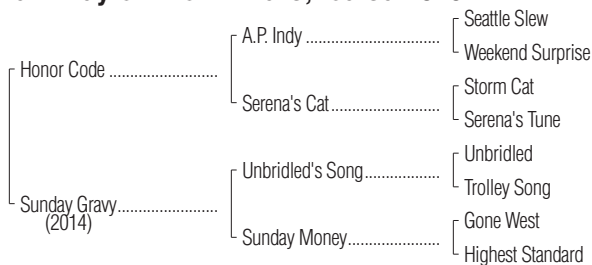 Honor Code
A.P. Indy
Seattle Slew
Weekend Surprise
Serena's Cat
Storm Cat
Serena's Tune
Sunday Gravy
(2014)
Unbridled's Song
Unbridled
Trolley Song
Sunday Money
Gone West
Highest Standard